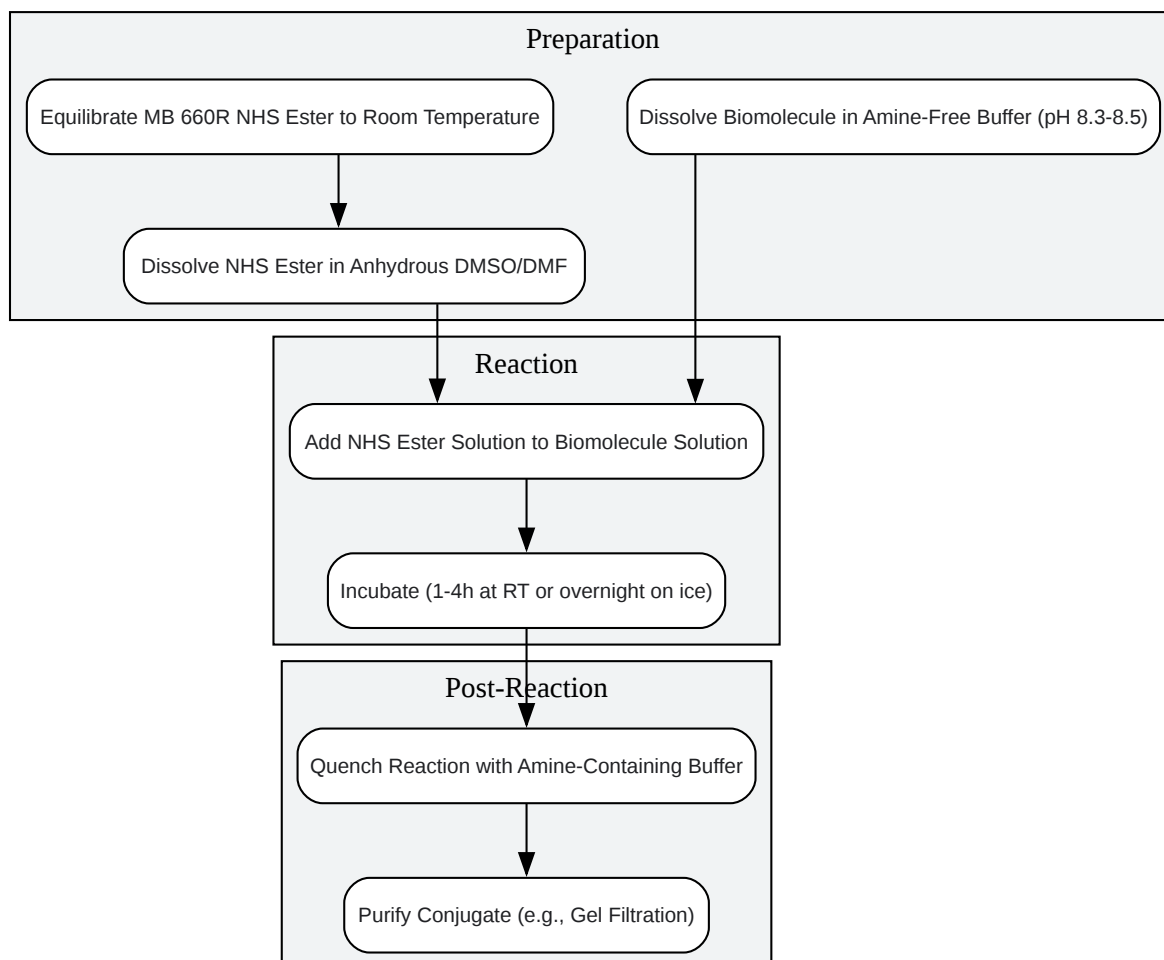 Preparation
Equilibrate MB 660R NHS Ester to Room Temperature
Dissolve Biomolecule in Amine-Free Buffer (pH 8.3-8.5)
Dissolve NHS Ester in Anhydrous DMSO/DMF
Reaction
Add NHS Ester Solution to Biomolecule Solution
Incubate (1-4h at RT or overnight on ice)
Post-Reaction
Quench Reaction with Amine-Containing Buffer
Purify Conjugate (e.g., Gel Filtration)